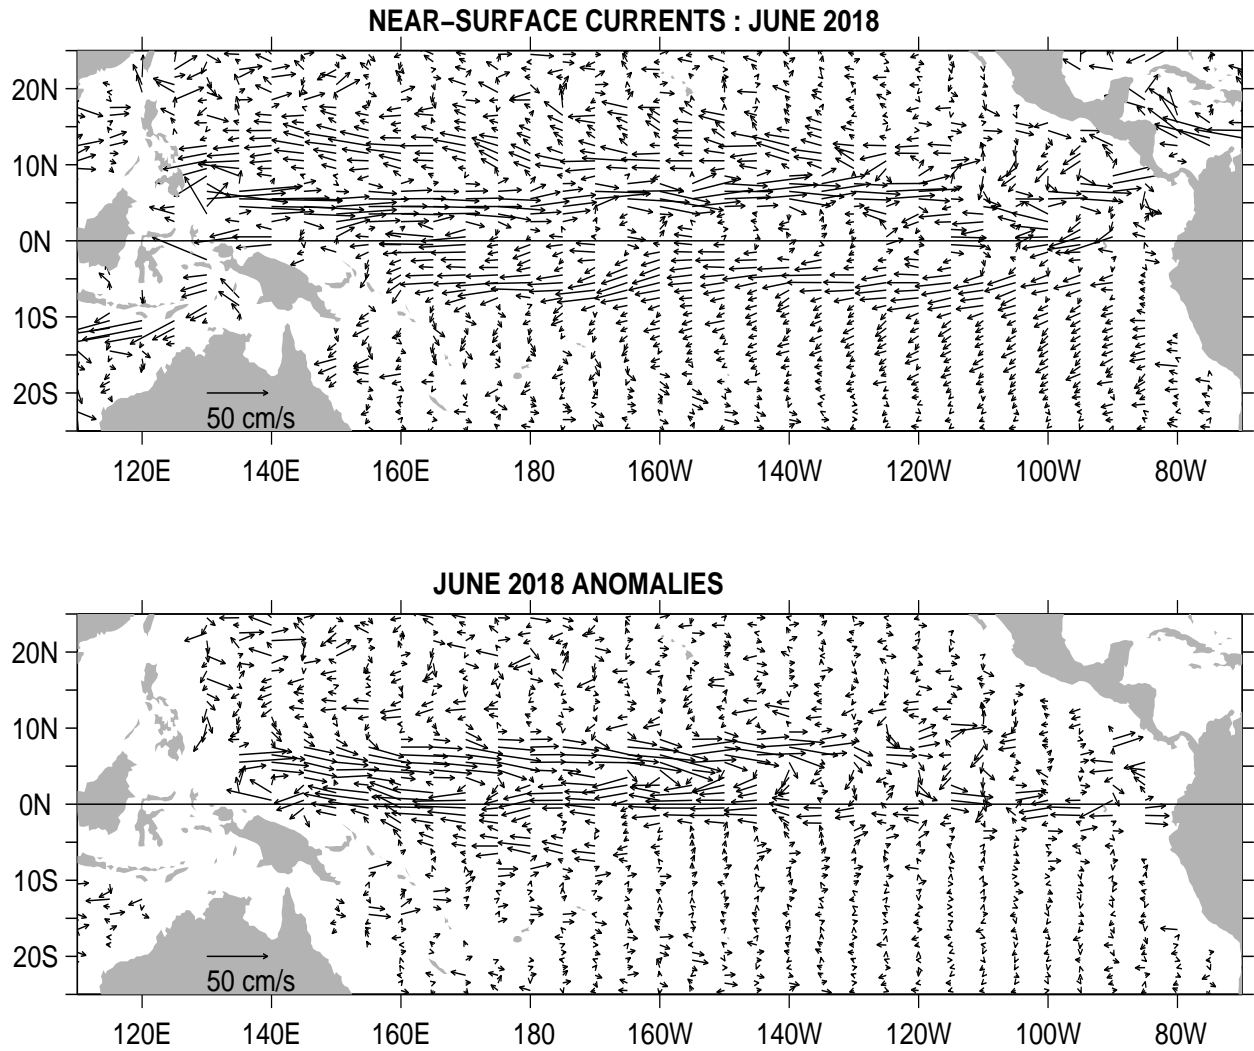 NEAR−SURFACE CURRENTS : JUNE 2018
20N
10N
0N
10S
20S
50 cm/s
120E 140E 160E 180 160W 140W 120W 100W 80W
JUNE 2018 ANOMALIES
20N
10N
0N
10S
20S
50 cm/s
120E 140E 160E 180 160W 140W 120W 100W 80W